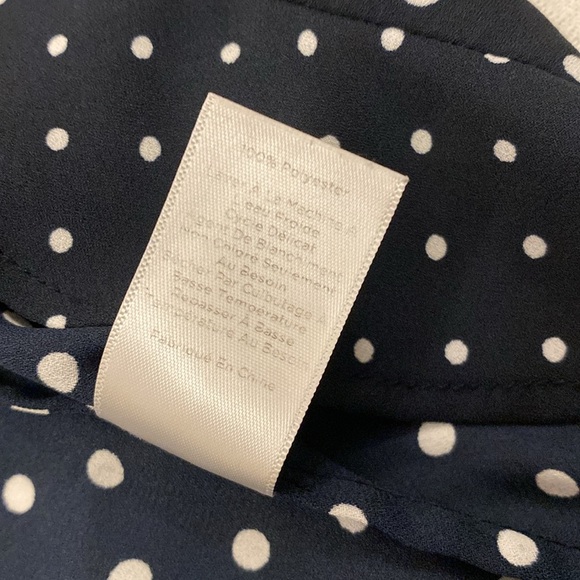 100% Polyester
Laver À La Machine À
eau Froide
Cycle Délicat
Agent De Blanchiment
Non Chloré Seulement
Au Besoin
Sécher Par Culbutage À
Basse Température
Repasser À Basse
Température Au Besoin
Fabriqué En Chine